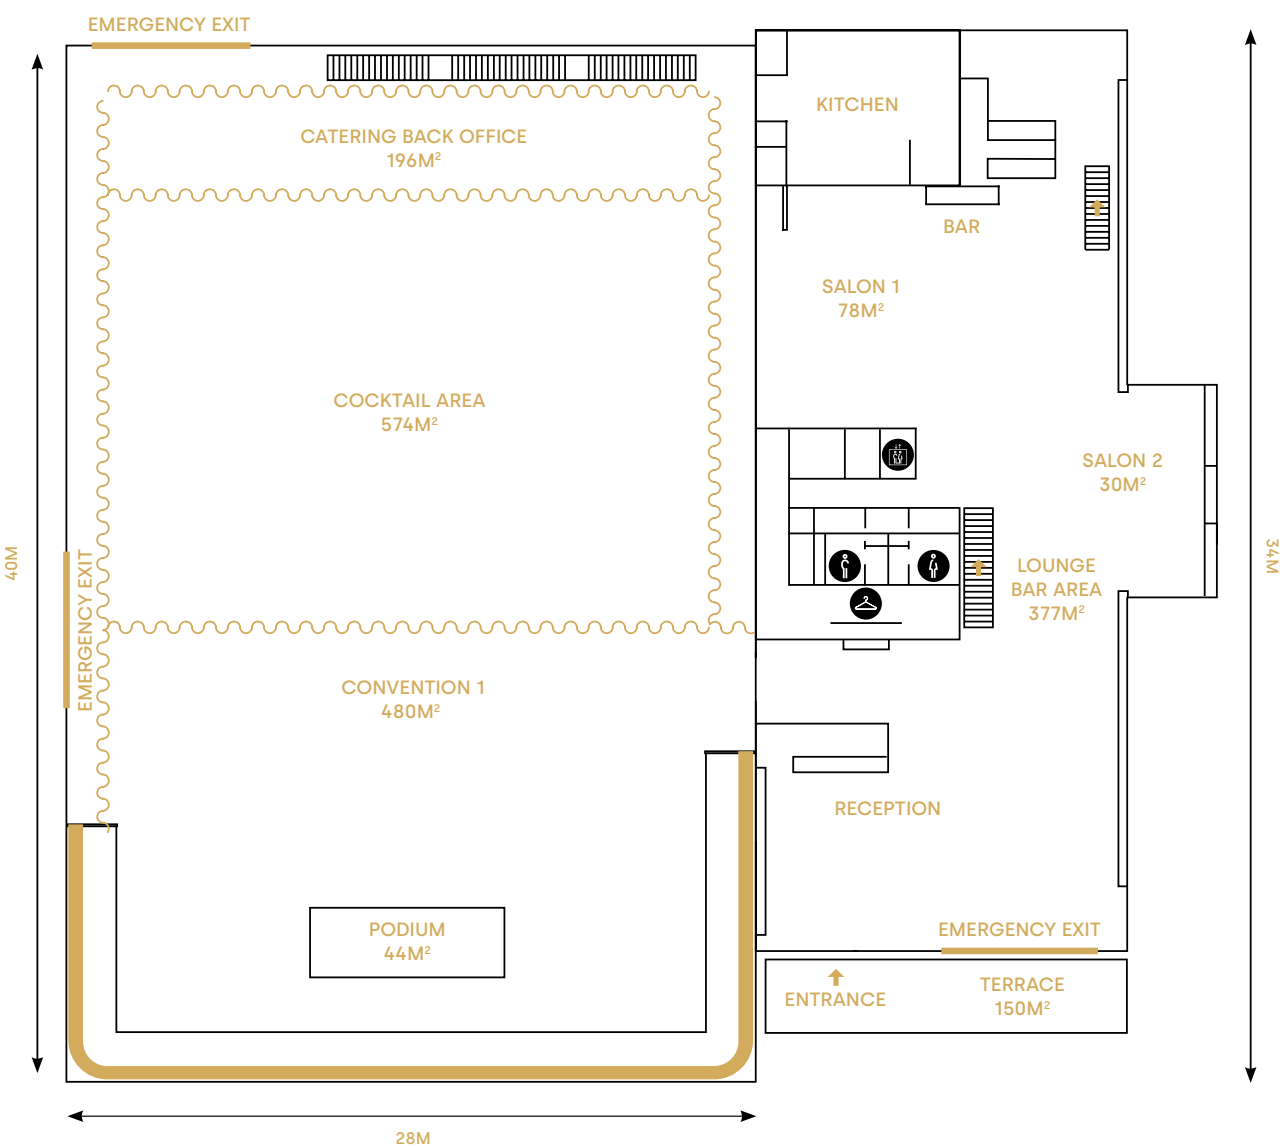 EMERGENCY EXIT
KITCHEN
CATERING BACK OFFICE
196M²
BAR
SALON 1
78M²
COCKTAIL AREA
574M²
SALON 2
30M²
40M
34M
EMERGENCY EXIT
LOUNGE
BAR AREA
377M²
CONVENTION 1
480M²
RECEPTION
PODIUM
44M²
EMERGENCY EXIT
ENTRANCE
TERRACE
150M²
28M